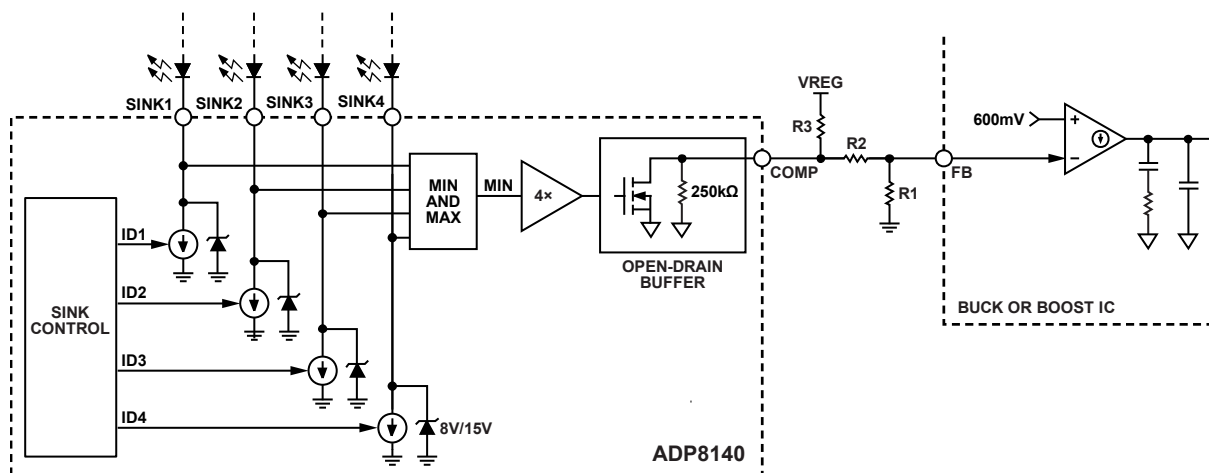 SINK1
SINK2
SINK3
SINK4
VREG
R3
R2
R1
COMP
FB
600mV
+
−
MIN
AND
MAX
MIN
4×
250kΩ
OPEN-DRAIN
BUFFER
SINK
CONTROL
ID1
ID2
ID3
ID4
8V/15V
ADP8140
BUCK OR BOOST IC